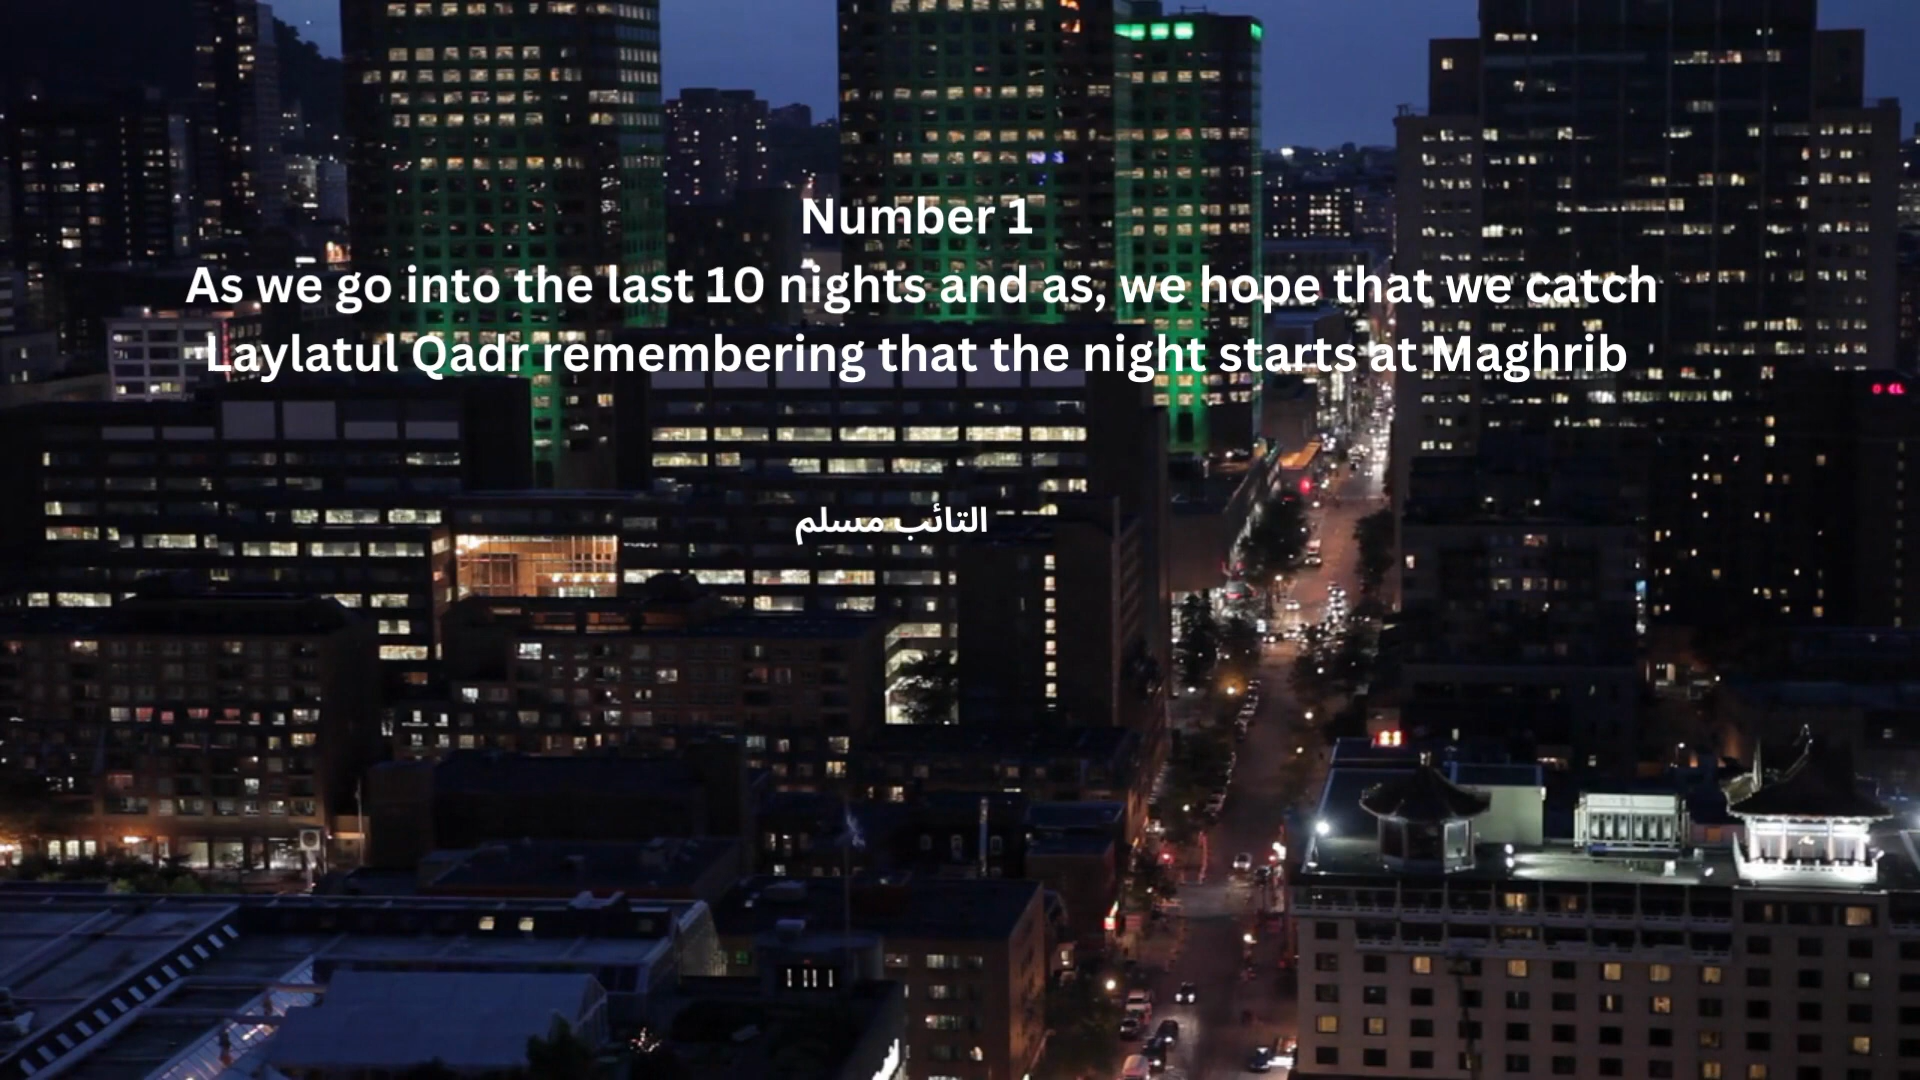 Number 1
As we go into the last 10 nights and as, we hope that we catch
Laylatul Qadr remembering that the night starts at Maghrib
التائب مسلم